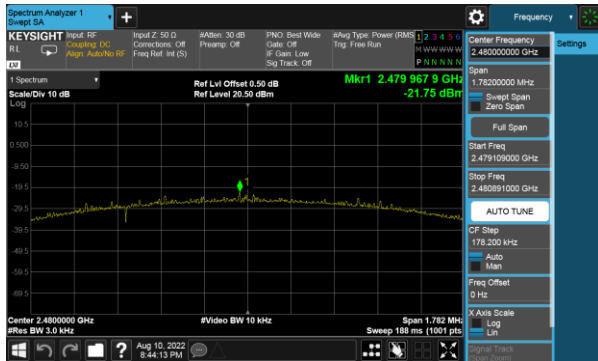 Spectrum Analyzer 1
Swept SA
+
Frequency
KEYSIGHT
Input: RF
Input Z: 50 Ω
#Atten: 30 dB
PNO: Best Wide
#Avg Type: Power (RMS
1 2 3 4 5 6
RL
Coupling: DC
Corrections: Off
Preamp: Off
Gate: Off
Trig: Free Run
Align: Auto/No RF
Freq Ref: Int (S)
IF Gain: Low
M W W W W W
Sig Track: Off
P N N N N N
LXI
1 Spectrum
Ref Lvl Offset 0.50 dB
Mkr1 2.479 967 9 GHz
Scale/Div 10 dB
Ref Level 20.50 dBm
-21.75 dBm
Log
10.5
0.500
-9.50
-19.5
-29.5
-39.5
-49.5
-59.5
-69.5
1
Center 2.4800000 GHz
#Video BW 10 kHz
Span 1.782 MHz
#Res BW 3.0 kHz
Sweep 188 ms (1001 pts
Center Frequency
2.480000000 GHz
Settings
Span
1.78200000 MHz
Swept Span
Zero Span
Full Span
Start Freq
2.479109000 GHz
Stop Freq
2.480891000 GHz
AUTO TUNE
CF Step
178.200 kHz
Auto
Man
Freq Offset
0 Hz
X Axis Scale
Log
Lin
Signal Track
(Span Zoom)
?
Aug 10, 2022
8:44:13 PM